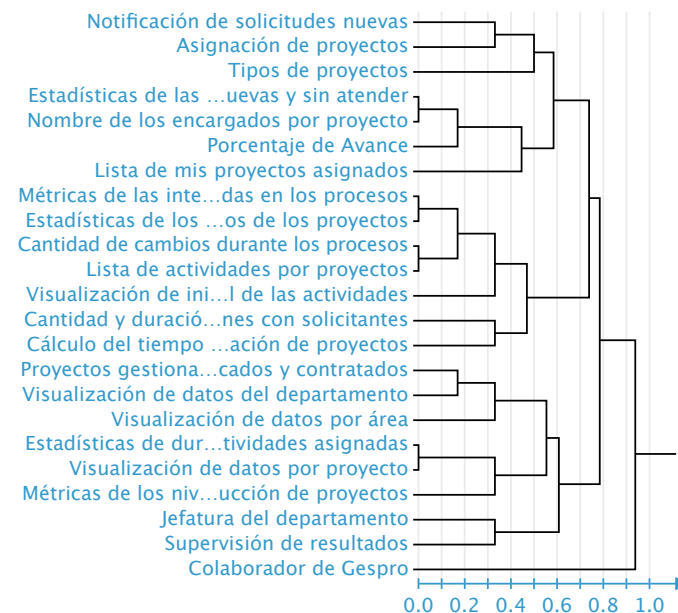 Notificación de solicitudes nuevas
Asignación de proyectos
Tipos de proyectos
Estadísticas de las ...uevas y sin atender
Nombre de los encargados por proyecto
Porcentaje de Avance
Lista de mis proyectos asignados
Métricas de las inte...das en los procesos
Estadísticas de los ...os de los proyectos
Cantidad de cambios durante los procesos
Lista de actividades por proyectos
Visualización de ini...l de las actividades
Cantidad y duració...nes con solicitantes
Cálculo del tiempo ...ación de proyectos
Proyectos gestiona...cados y contratados
Visualización de datos del departamento
Visualización de datos por área
Estadísticas de dur...tividades asignadas
Visualización de datos por proyecto
Métricas de los niv...ucción de proyectos
Jefatura del departamento
Supervisión de resultados
Colaborador de Gespro
0.0 0.2 0.4 0.6 0.8 1.0